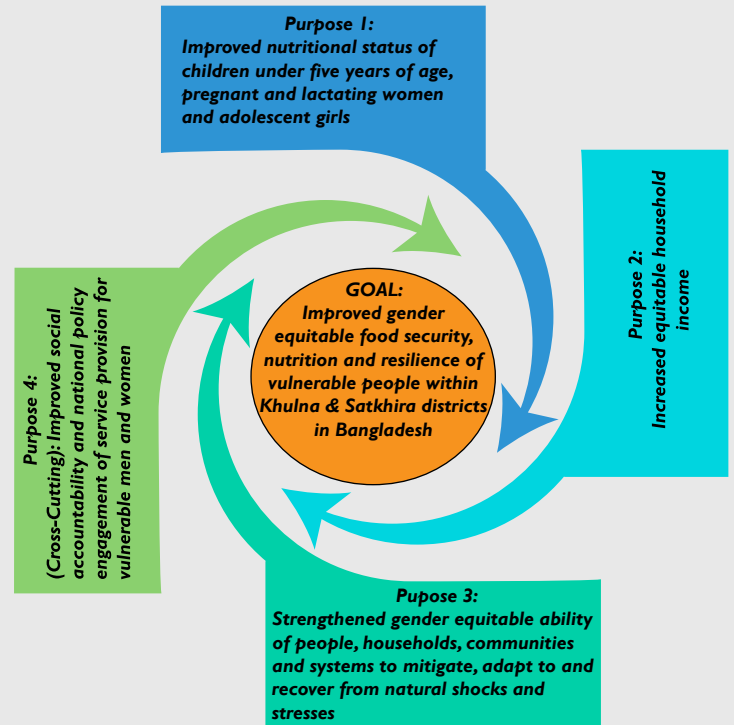 Purpose 1:
Improved nutritional status of
children under five years of age,
pregnant and lactating women
and adolescent girls
Purpose 2:
Increased equitable household
income
GOAL:
Improved gender
equitable food security,
nutrition and resilience of
vulnerable people within
Khulna & Satkhira districts
in Bangladesh
Pupose 3:
Strengthened gender equitable ability
of people, households, communities
and systems to mitigate, adapt to and
recover from natural shocks and
stresses
Purpose 4:
(Cross-Cutting): Improved social
accountability and national policy
engagement of service provision for
vulnerable men and women